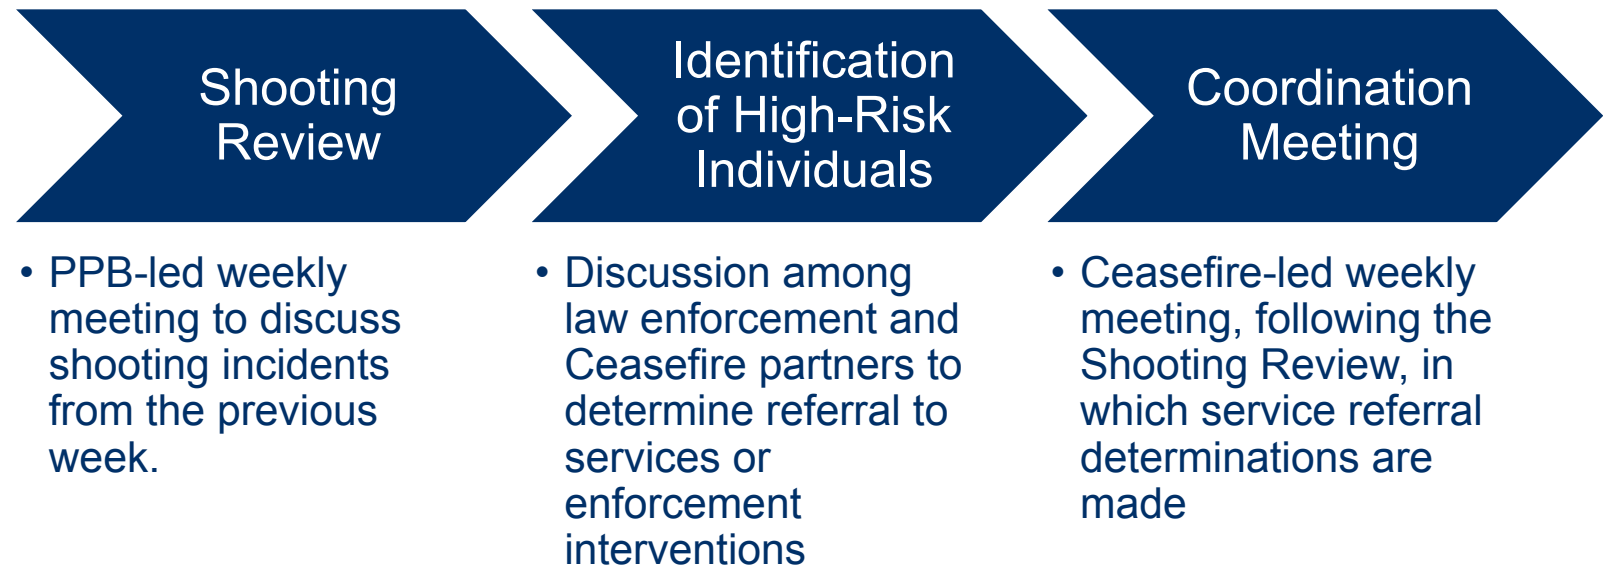 Shooting
Review
Identification
of High-Risk
Individuals
Coordination
Meeting
• PPB-led weekly
meeting to discuss
shooting incidents
from the previous
week.
• Discussion among
law enforcement and
Ceasefire partners to
determine referral to
services or
enforcement
interventions
• Ceasefire-led weekly
meeting, following the
Shooting Review, in
which service referral
determinations are
made